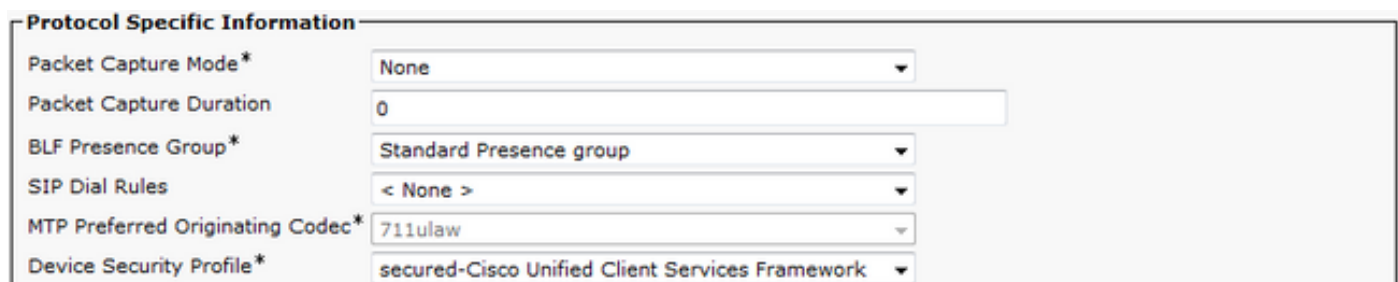 Protocol Specific Information
Packet Capture Mode* None
Packet Capture Duration 0
BLF Presence Group* Standard Presence group
SIP Dial Rules < None >
MTP Preferred Originating Codec* 711ulaw
Device Security Profile* secured-Cisco Unified Client Services Framework